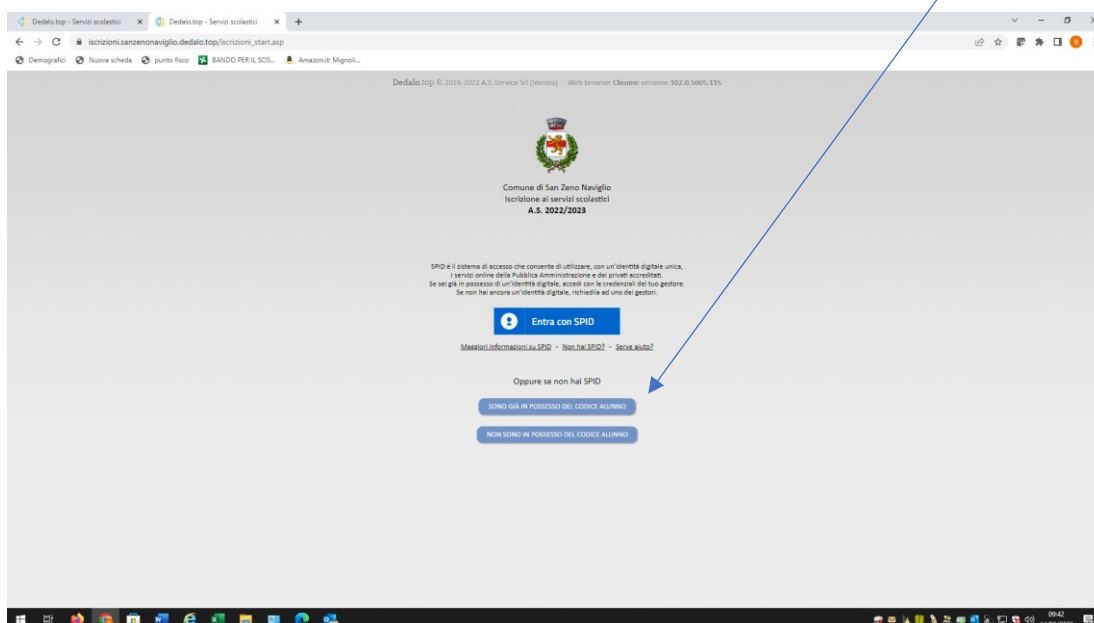 Dedalo.top - Servizi scolastici
Dedalo.top - Servizi scolastici
iscrizioni.sanzenonaviglio.dedalo.top/iscrizioni_start.asp
Demografici
Nuova scheda
punto fisco
BANDO PER IL SOS...
Amazon.it: Mignoli...
Dedalo.top © 2016-2022 A.T. Service Srl (Verona) - Web browser Chrome versione 102.0.5005.115
Comune di San Zeno Naviglio
Iscrizione ai servizi scolastici
A.S. 2022/2023
SPID è il sistema di accesso che consente di utilizzare, con un'identità digitale unica,
i servizi online della Pubblica Amministrazione e dei privati accreditati.
Se sei già in possesso di un'identità digitale, accedi con le credenziali del tuo gestore.
Se non hai ancora un'identità digitale, richiedila ad uno dei gestori.
Entra con SPID
Maggiori informazioni su SPID - Non hai SPID? - Serve aiuto?
Oppure se non hai SPID
SONO GIÀ IN POSSESSO DEL CODICE ALUNNO
NON SONO IN POSSESSO DEL CODICE ALUNNO
09:42